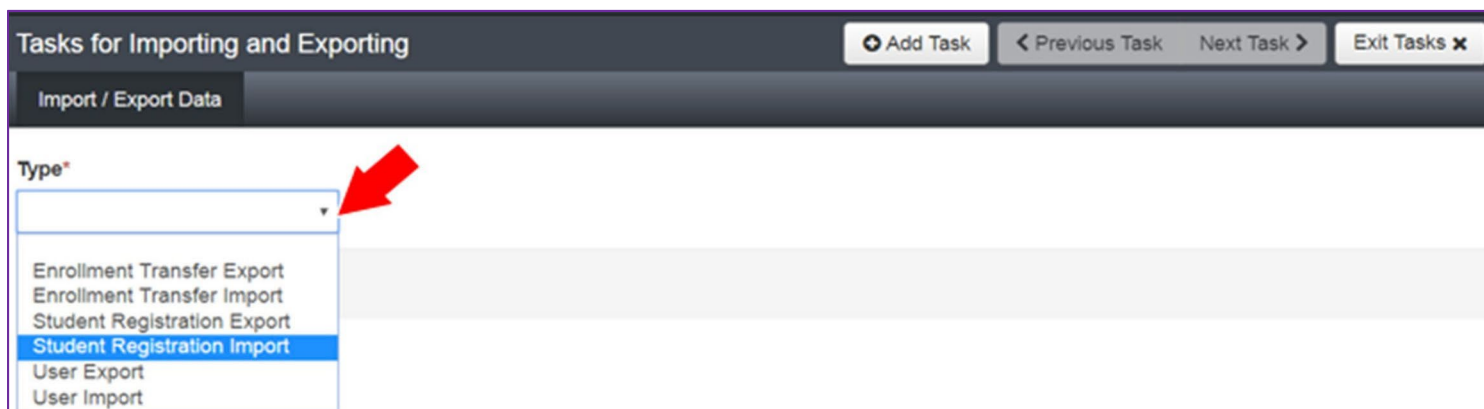 Tasks for Importing and Exporting
Add Task
Previous Task
Next Task
Exit Tasks
Import / Export Data
Type*
Enrollment Transfer Export
Enrollment Transfer Import
Student Registration Export
Student Registration Import
User Export
User Import